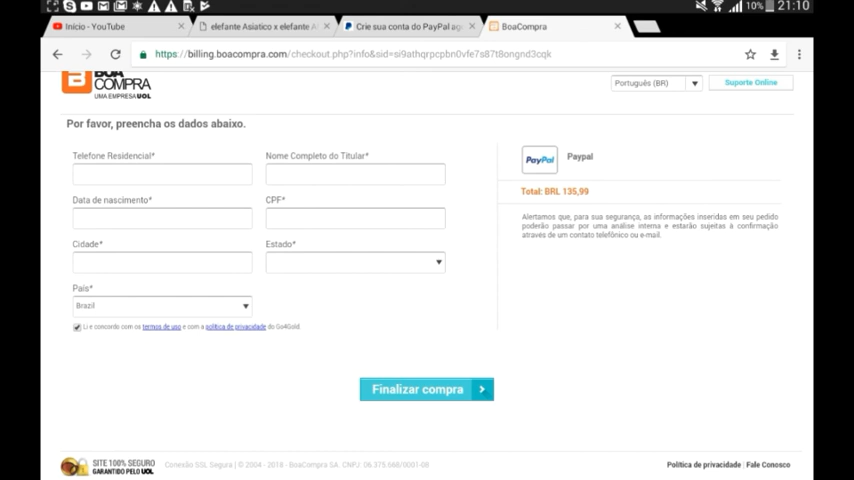 10% 21:10
Início - YouTube
elefante Asiatico x elefante A
Crie sua conta do PayPal ag
BoaCompra
https://billing.boacompra.com/checkout.php?info&sid=si9athqrpcpbn0vfe7s87t8ongnd3cqk
BOA
COMPRA
UMA EMPRESA UOL
Português (BR)
Suporte Online
Por favor, preencha os dados abaixo.
Telefone Residencial*
Nome Completo do Titular*
Data de nascimento*
CPF*
Cidade*
Estado*
País*
Brazil
Li e concordo com os termos de uso e com a política de privacidade do Go4Gold.
PayPal
Paypal
Total: BRL 135,99
Alertamos que, para sua segurança, as informações inseridas em seu pedido
poderão passar por uma análise interna e estarão sujeitas à confirmação
através de um contato telefônico ou e-mail.
Finalizar compra
SITE 100% SEGURO
GARANTIDO PELO UOL
Conexão SSL Segura | © 2004 - 2018 - BoaCompra SA. CNPJ: 06.375.668/0001-08
Política de privacidade | Fale Conosco